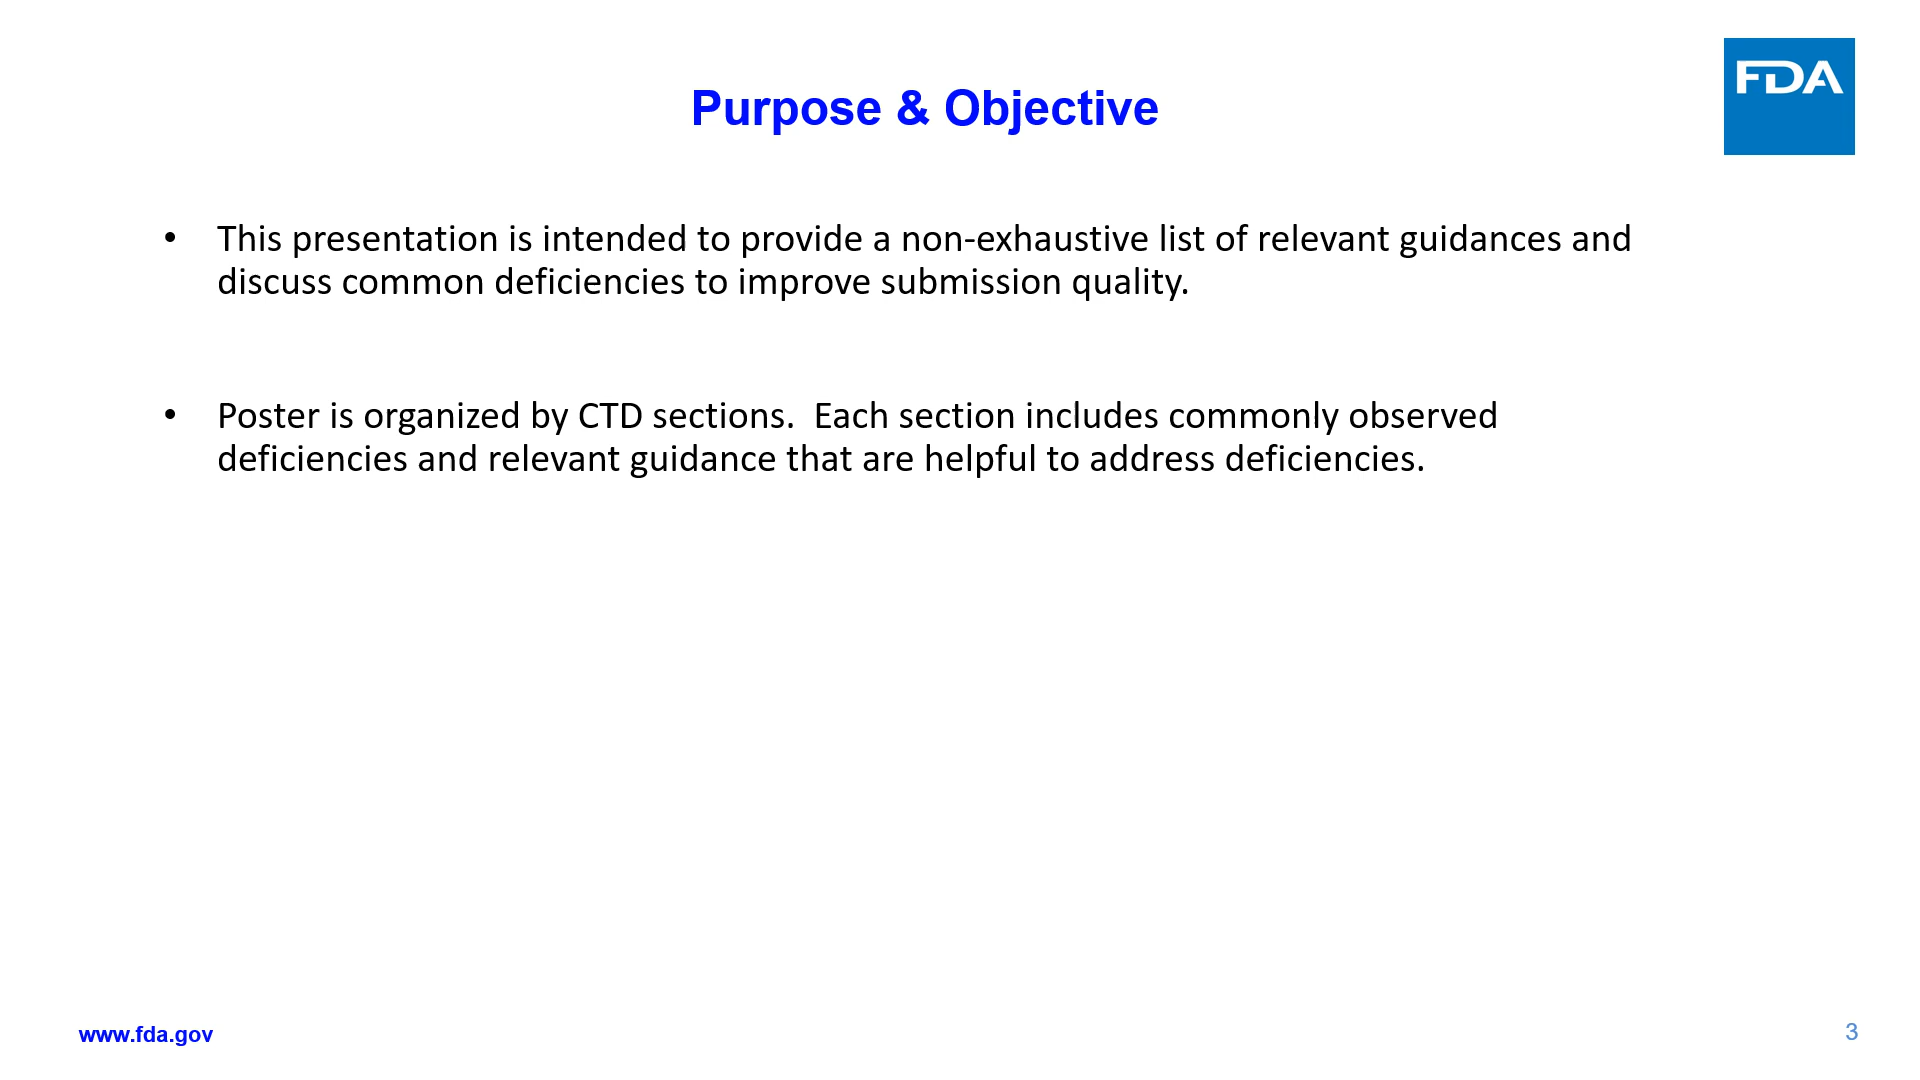 FDA
Purpose & Objective
• This presentation is intended to provide a non-exhaustive list of relevant guidances and
discuss common deficiencies to improve submission quality.
• Poster is organized by CTD sections.  Each section includes commonly observed
deficiencies and relevant guidance that are helpful to address deficiencies.
www.fda.gov
3